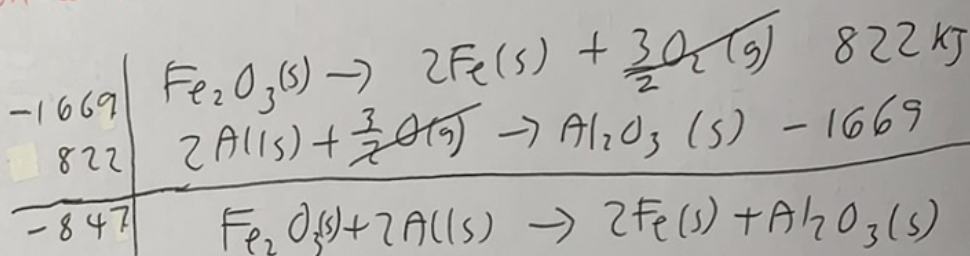 -1669 | Fe₂O₃(s) → 2Fe(s) + 3/2 O₂(g) 822 KJ
822 | 2Al(s) + 3/2 O(g) → Al₂O₃ (s) -1669
-847 | Fe₂O₃(s) + 2Al(s) → 2Fe(s) + Al₂O₃(s)